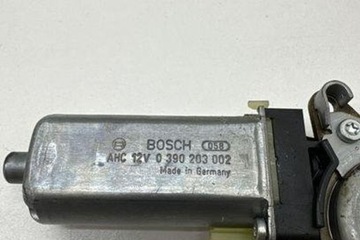 BOSCH 058
AHC 12V 0 390 203 002
Made in Germany